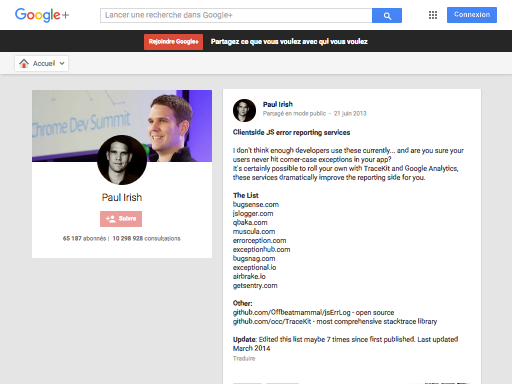 Google+
Lancer une recherche dans Google+
Connexion
Rejoindre Google+
Partagez ce que vous voulez avec qui vous voulez
Accueil
Chrome Dev Summit
Paul Irish
Suivre
65 187 abonnés | 10 298 928 consultations
Paul Irish
Partagé en mode public - 21 juin 2013
Clientside JS error reporting services
I don't think enough developers use these currently... and are you sure your
users never hit corner-case exceptions in your app?
It's certainly possible to roll your own with TraceKit and Google Analytics,
these services dramatically improve the reporting side for you.
The List
bugsense.com
jslogger.com
qbaka.com
muscula.com
errorception.com
exceptionhub.com
bugsnag.com
exceptional.io
airbrake.io
getsentry.com
Other:
github.com/Offbeatmammal/jsErrLog - open source
github.com/occ/TraceKit - most comprehensive stacktrace library
Update: Edited this list maybe 7 times since first published. Last updated
March 2014
Traduire